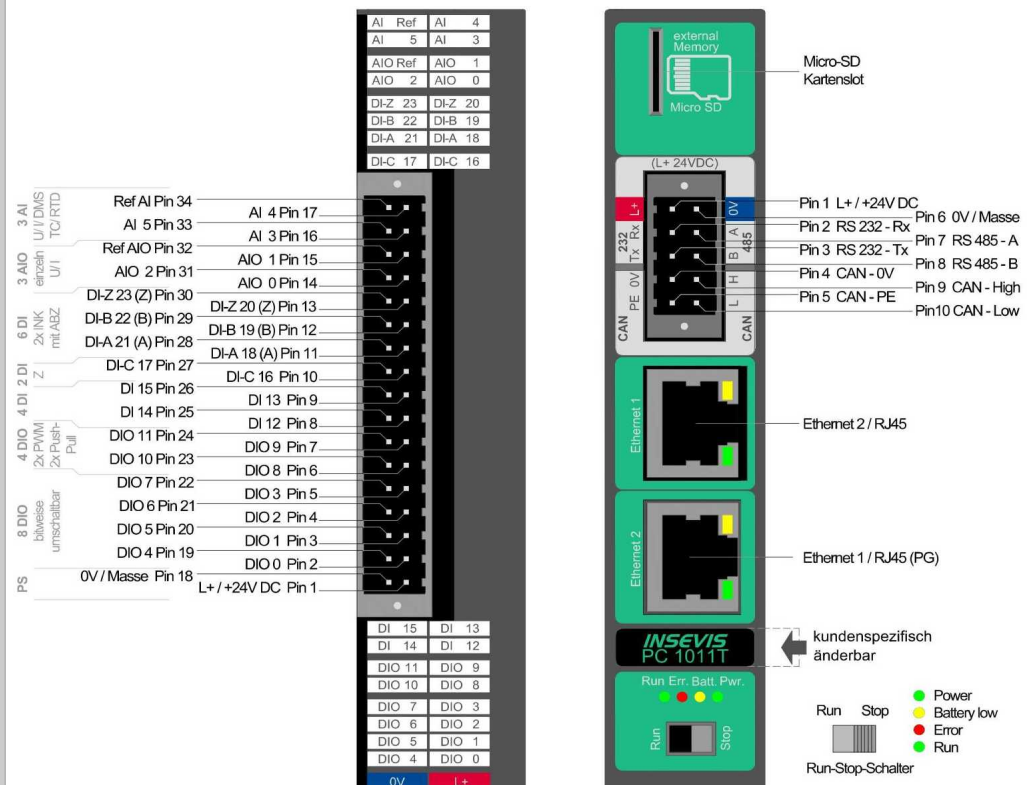 AI Ref AI 4
AI 5 AI 3
AIO Ref AIO 1
AIO 2 AIO 0
DI-Z 23 DI-Z 20
DI-B 22 DI-B 19
DI-A 21 DI-A 18
DI-C 17 DI-C 16
3 AI
U/I/ DMS
TC/ RTD
3 AIO
einzeln
U/I
6 DI
2x INK
mit ABZ
2 DI
Z
4 DI
4 DIO
2x PWM
2x Push-
Pull
8 DIO
bitweise
umschaltbar
PS
Ref AI Pin 34
AI 4 Pin 17
AI 5 Pin 33
AI 3 Pin 16
Ref AIO Pin 32
AIO 1 Pin 15
AIO 2 Pin 31
AIO 0 Pin 14
DI-Z 23 (Z) Pin 30
DI-Z 20 (Z) Pin 13
DI-B 22 (B) Pin 29
DI-B 19 (B) Pin 12
DI-A 21 (A) Pin 28
DI-A 18 (A) Pin 11
DI-C 17 Pin 27
DI-C 16 Pin 10
DI 15 Pin 26
DI 13 Pin 9
DI 14 Pin 25
DI 12 Pin 8
DIO 11 Pin 24
DIO 9 Pin 7
DIO 10 Pin 23
DIO 8 Pin 6
DIO 7 Pin 22
DIO 3 Pin 5
DIO 6 Pin 21
DIO 2 Pin 4
DIO 5 Pin 20
DIO 1 Pin 3
DIO 4 Pin 19
DIO 0 Pin 2
0V / Masse Pin 18
L+ / +24V DC Pin 1
DI 15 DI 13
DI 14 DI 12
DIO 11 DIO 9
DIO 10 DIO 8
DIO 7 DIO 3
DIO 6 DIO 2
DIO 5 DIO 1
DIO 4 DIO 0
0V L+
external
Memory
Micro SD
Micro-SD
Kartenslot
(L+ 24VDC)
L+
0V
232
Tx Rx
A
B
485
PE 0V
H
L
CAN
CAN
Pin 1 L+ / +24V DC
Pin 6 0V / Masse
Pin 2 RS 232 - Rx
Pin 7 RS 485 - A
Pin 3 RS 232 - Tx
Pin 8 RS 485 - B
Pin 4 CAN - 0V
Pin 9 CAN - High
Pin 5 CAN - PE
Pin10 CAN - Low
Ethernet 1
Ethernet 2 / RJ45
Ethernet 2
Ethernet 1 / RJ45 (PG)
INSEVIS
PC 1011T
kundenspezifisch
änderbar
Run Err. Batt. Pwr.
Run
Stop
Run Stop
Run-Stop-Schalter
Power
Battery low
Error
Run